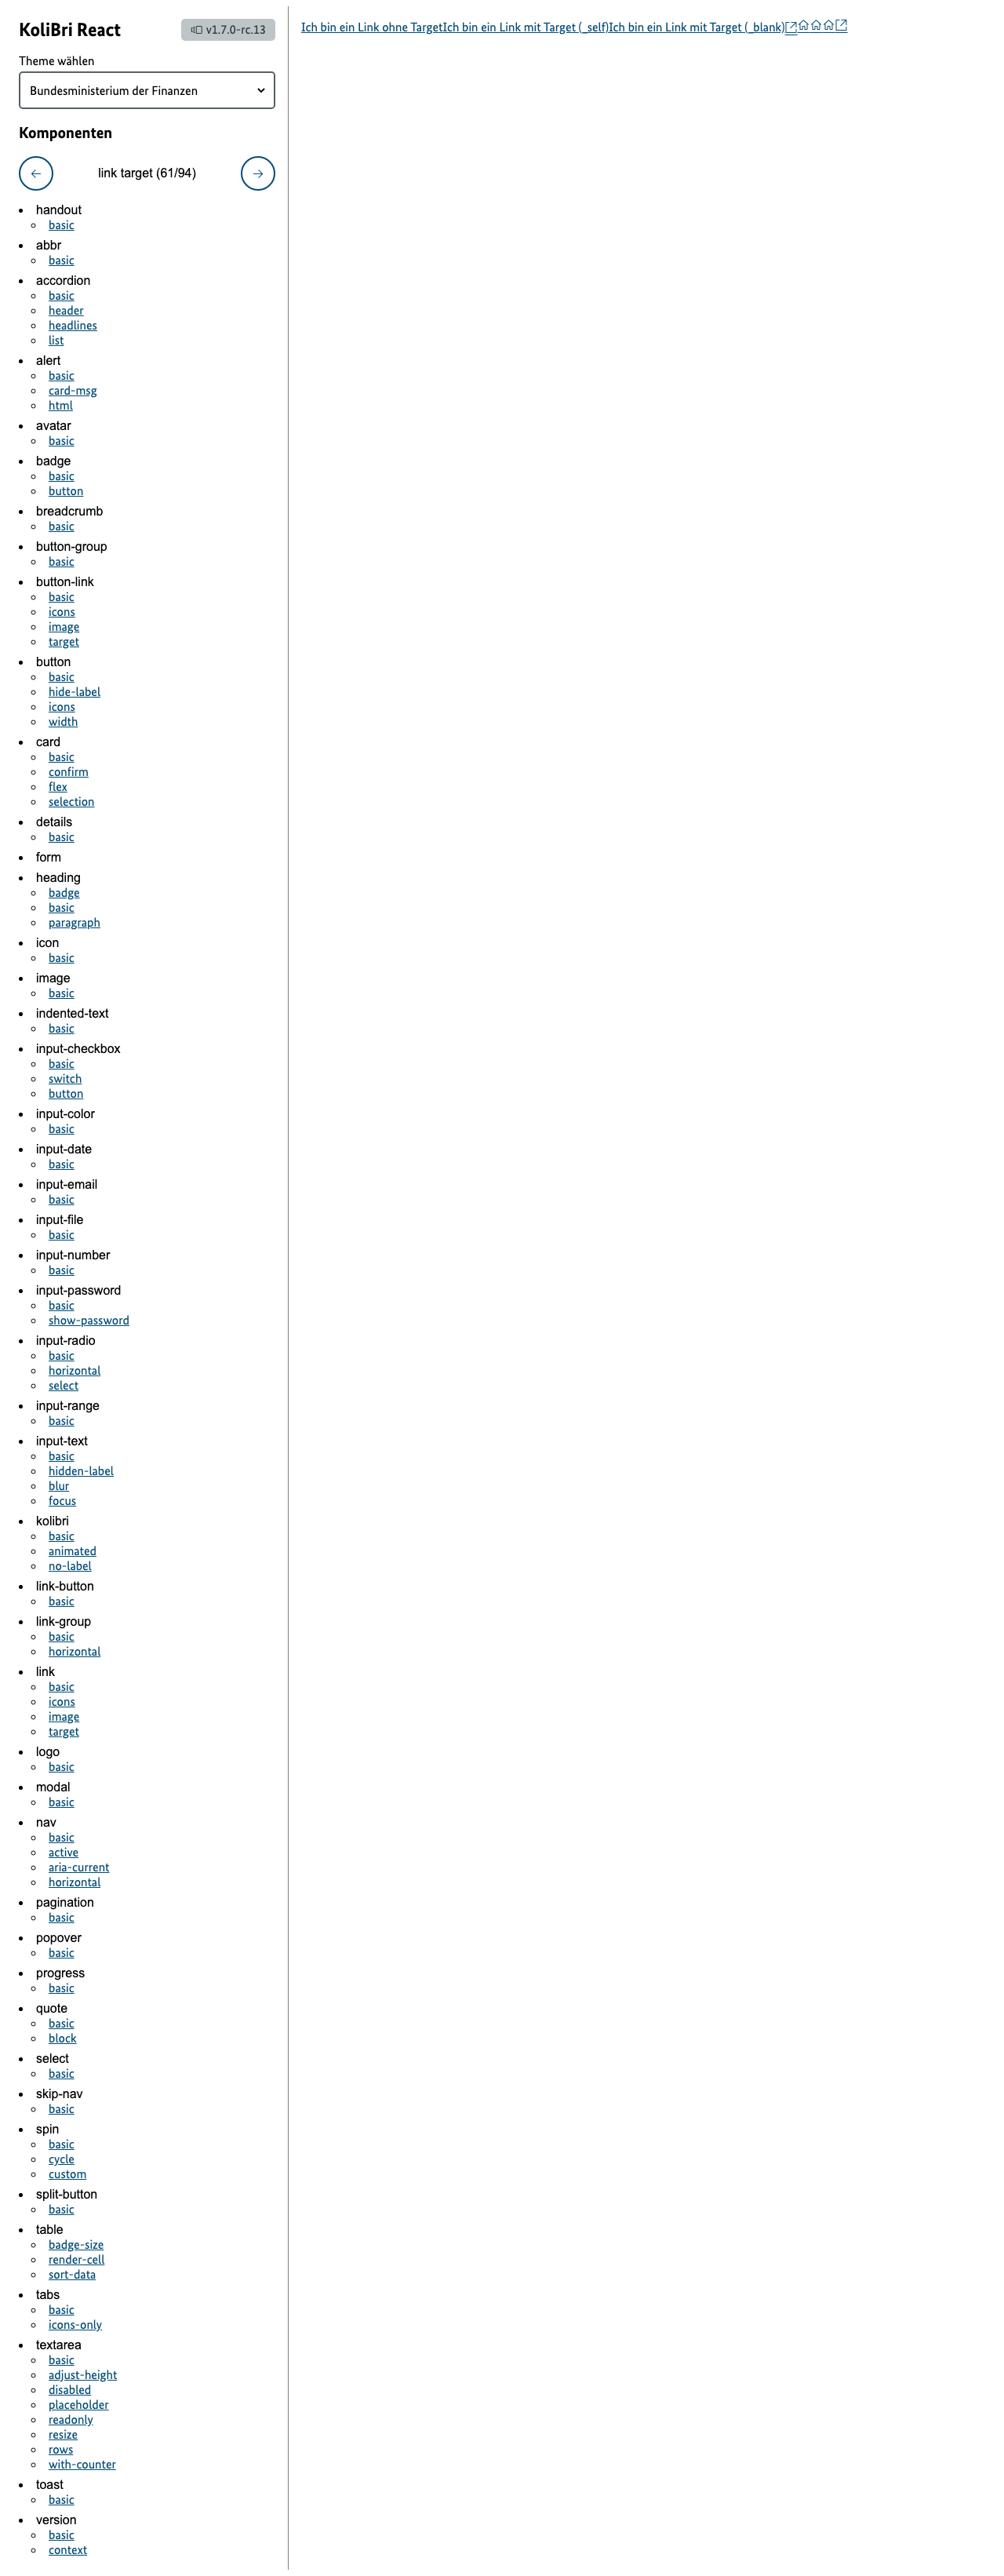 KoliBri React
v1.7.0-rc.13
Theme wählen
Bundesministerium der Finanzen
Komponenten
link target (61/94)
handout
basic
abbr
basic
accordion
basic
header
headlines
list
alert
basic
card-msg
html
avatar
basic
badge
basic
button
breadcrumb
basic
button-group
basic
button-link
basic
icons
image
target
button
basic
hide-label
icons
width
card
basic
confirm
flex
selection
details
basic
form
heading
badge
basic
paragraph
icon
basic
image
basic
indented-text
basic
input-checkbox
basic
switch
button
input-color
basic
input-date
basic
input-email
basic
input-file
basic
input-number
basic
input-password
basic
show-password
input-radio
basic
horizontal
select
input-range
basic
input-text
basic
hidden-label
blur
focus
kolibri
basic
animated
no-label
link-button
basic
link-group
basic
horizontal
link
basic
icons
image
target
logo
basic
modal
basic
nav
basic
active
aria-current
horizontal
pagination
basic
popover
basic
progress
basic
quote
basic
block
select
basic
skip-nav
basic
spin
basic
cycle
custom
split-button
basic
table
badge-size
render-cell
sort-data
tabs
basic
icons-only
textarea
basic
adjust-height
disabled
placeholder
readonly
resize
rows
with-counter
toast
basic
version
basic
context
Ich bin ein Link ohne TargetIch bin ein Link mit Target (_self)Ich bin ein Link mit Target (_blank)